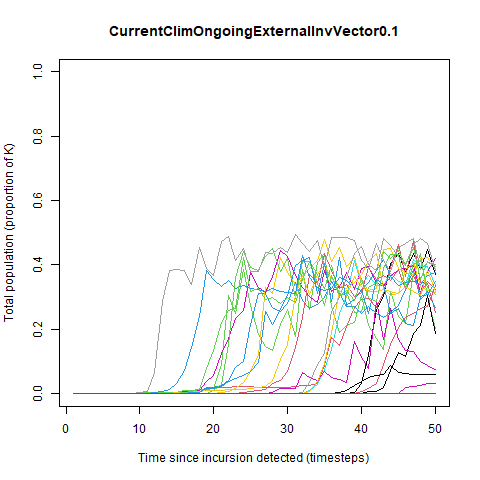 CurrentClimOngoingExternalInvVector0.1
Total population (proportion of K)
1.0
0.8
0.6
0.4
0.2
0.0
0 10 20 30 40 50
Time since incursion detected (timesteps)